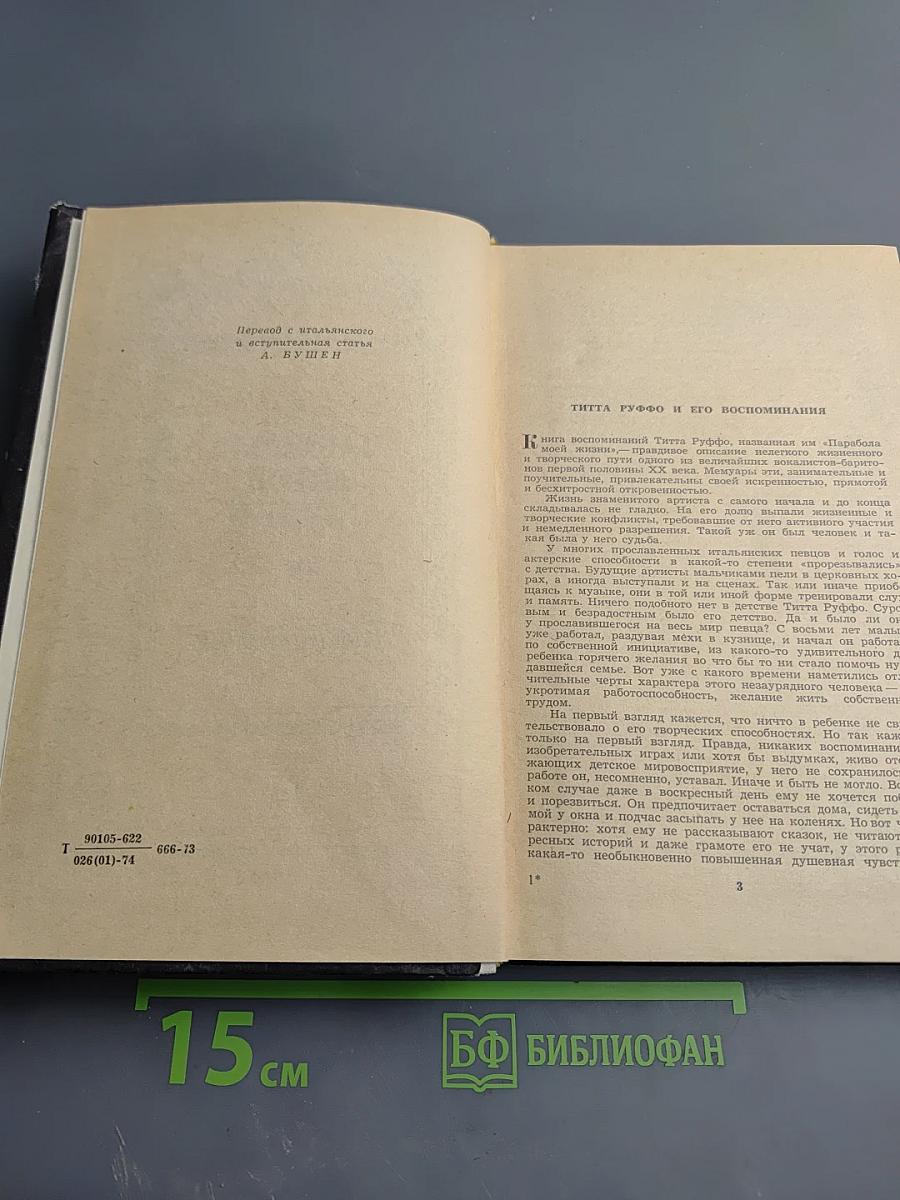 Перевод с итальянского
и вступительная статья
А. БУШЕН
Т 90105-622 666-73
026(01)-74
ТИТТА РУФФО И ЕГО ВОСПОМИНАНИЯ
Книга воспоминаний Титта Руффо, названная им «Парабола
моей жизни»,— правдивое описание нелегкого жизненного
и творческого пути одного из величайших вокалистов-барито-
нов первой половины XX века. Мемуары эти, занимательные и
поучительные, привлекательны своей искренностью, прямотой
и бесхитростной откровенностью.
Жизнь знаменитого артиста с самого начала и до конца
складывалась не гладко. На его долю выпали жизненные и
творческие конфликты, требовавшие от него активного участия
и немедленного разрешения. Такой уж он был человек и та-
кая была у него судьба.
У многих прославленных итальянских певцов и голос и
актерские способности в какой-то степени «прорезывались»
с детства. Будущие артисты мальчиками пели в церковных хо-
рах, а иногда выступали и на сценах. Так или иначе приоб-
щаясь к музыке, они в той или иной форме тренировали слух
и память. Ничего подобного нет в детстве Титта Руффо. Суро-
вым и безрадостным было его детство. Да и было ли он
у прославившегося на весь мир певца? С восьми лет малы
уже работал, раздувая мехи в кузнице, и начал он работа
по собственной инициативе, из какого-то удивительного д
ребенка горячего желания во что бы то ни стало помочь ну
давшейся семье. Вот уже с какого времени наметились отл
чительные черты характера этого незаурядного человека —
укротимая работоспособность, желание жить собственн
трудом.
На первый взгляд кажется, что ничто в ребенке не св
тельствовало о его творческих способностях. Но так каж
только на первый взгляд. Правда, никаких воспоминани
изобретательных играх или хотя бы выдумках, живо ото
жающих детское мировосприятие, у него не сохранилос
работе он, несомненно, уставал. Иначе и быть не могло. Во
ком случае даже в воскресный день ему не хочется поб
и порезвиться. Он предпочитает оставаться дома, сидеть
мой у окна и подчас засыпать у нее на коленях. Но вот ч
рактерно: хотя ему не рассказывают сказок, не читают
ресных историй и даже грамоте его не учат, у этого р
какая-то необыкновенно повышенная душевная чувст
1*
3
15 см
БФ БИБЛИОФАН